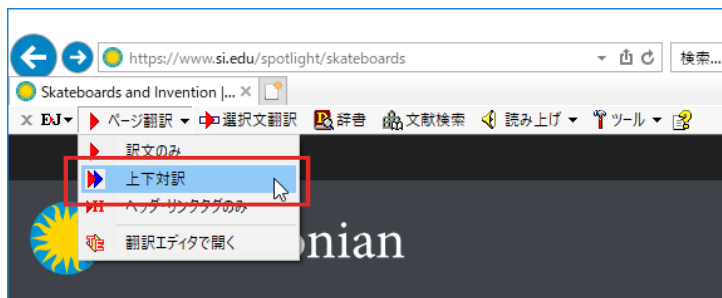 https://www.si.edu/spotlight/skateboards 検索...
Skateboards and Invention |... ×
× EXJ ページ翻訳 選択文翻訳 辞書 文献検索 読み上げ ツール
訳文のみ
上下対訳
ヘッダ・リンクタグのみ
翻訳エディタで開く
nian